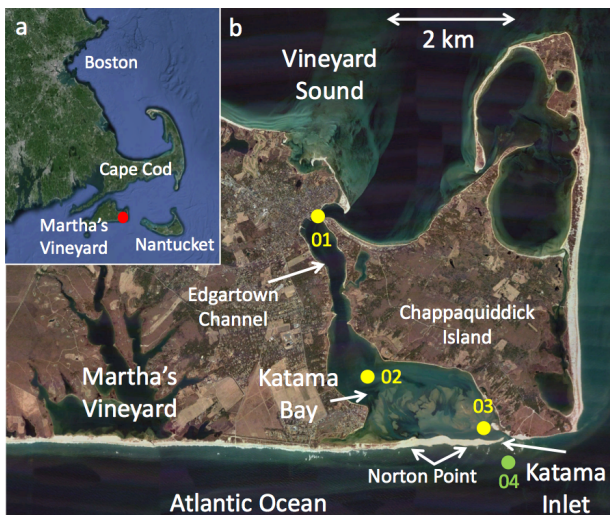 a
Boston
Cape Cod
Martha's
Vineyard
Nantucket
b
2 km
Vineyard
Sound
01
Edgartown
Channel
Chappaquiddick
Island
Martha's
Vineyard
Katama
Bay
02
03
Norton Point
04
Katama
Inlet
Atlantic Ocean